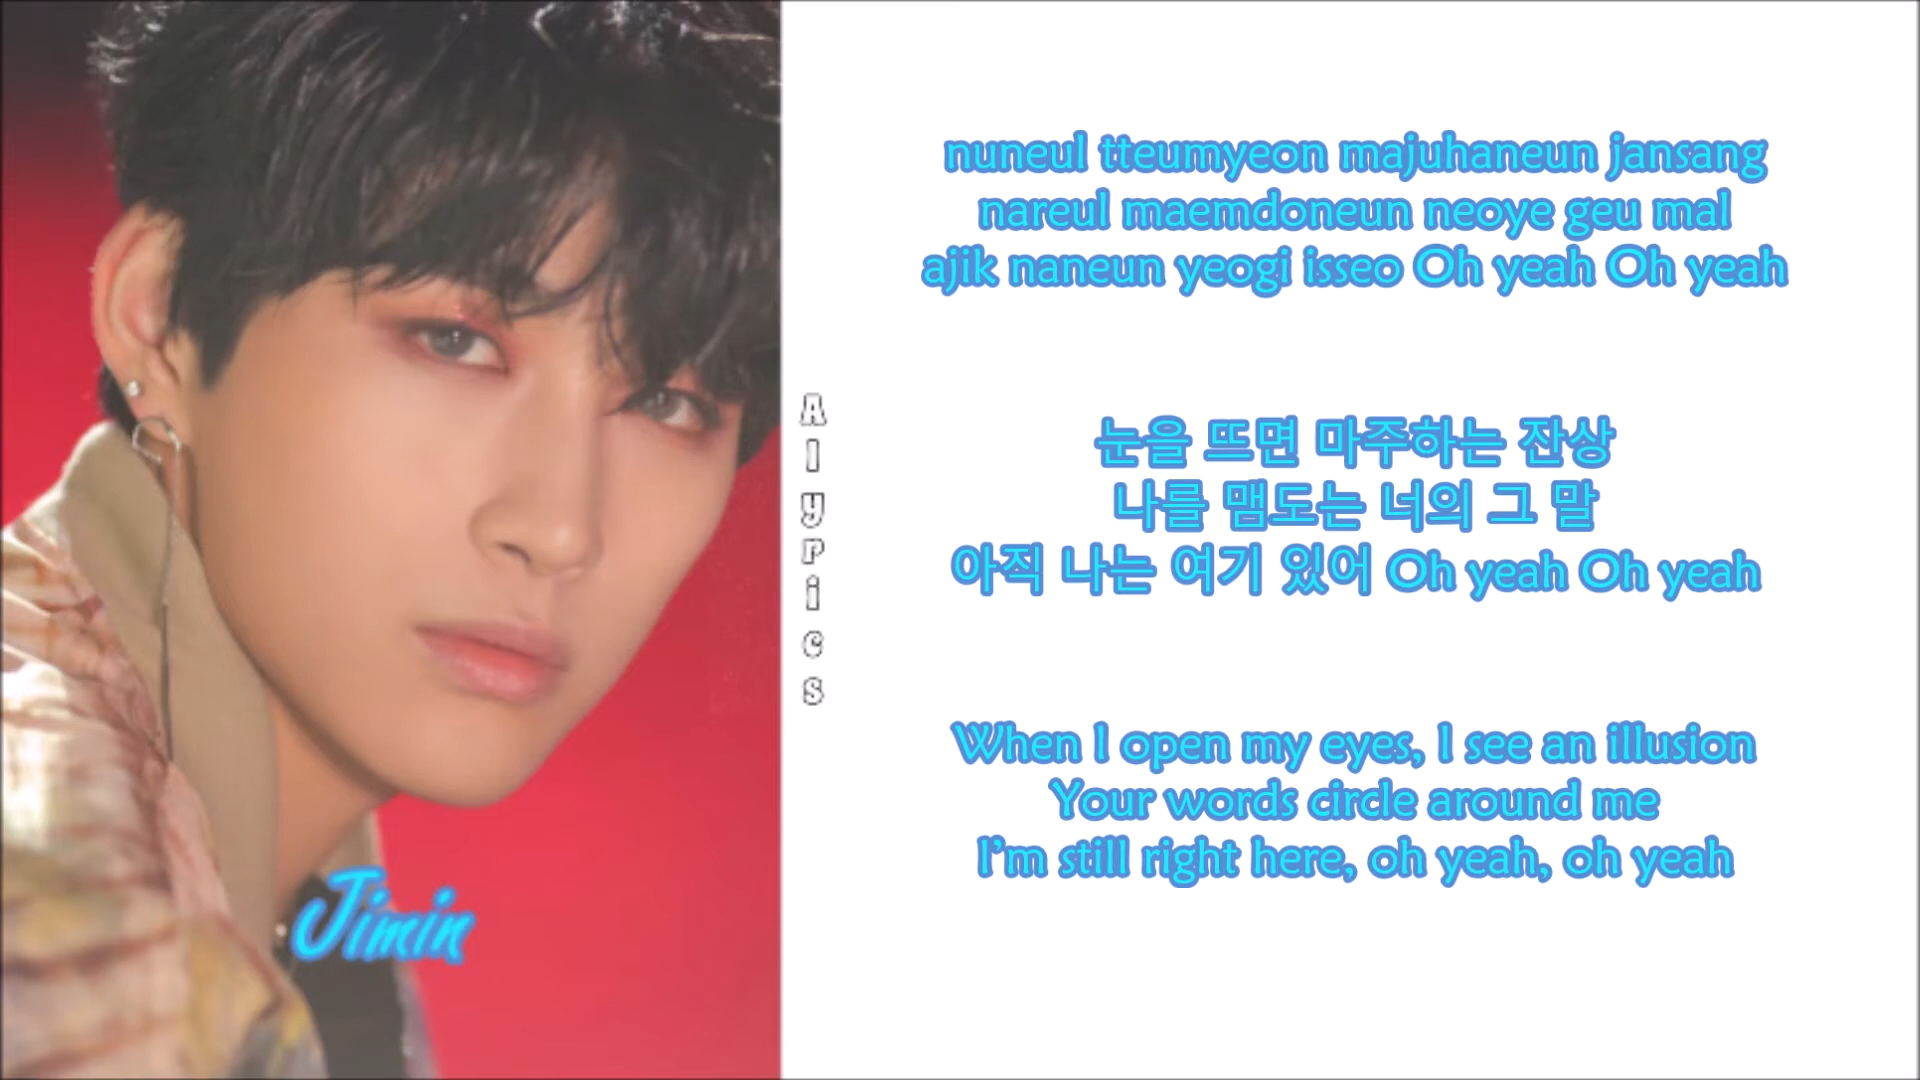 Jimin
Alyrics
nuneul tteumyeon majuhaneun jansang
nareul maemdoneun neoye geu mal
ajik naneun yeogi isseo Oh yeah Oh yeah
눈을 뜨면 마주하는 잔상
나를 맴도는 너의 그 말
아직 나는 여기 있어 Oh yeah Oh yeah
When I open my eyes, I see an illusion
Your words circle around me
I'm still right here, oh yeah, oh yeah